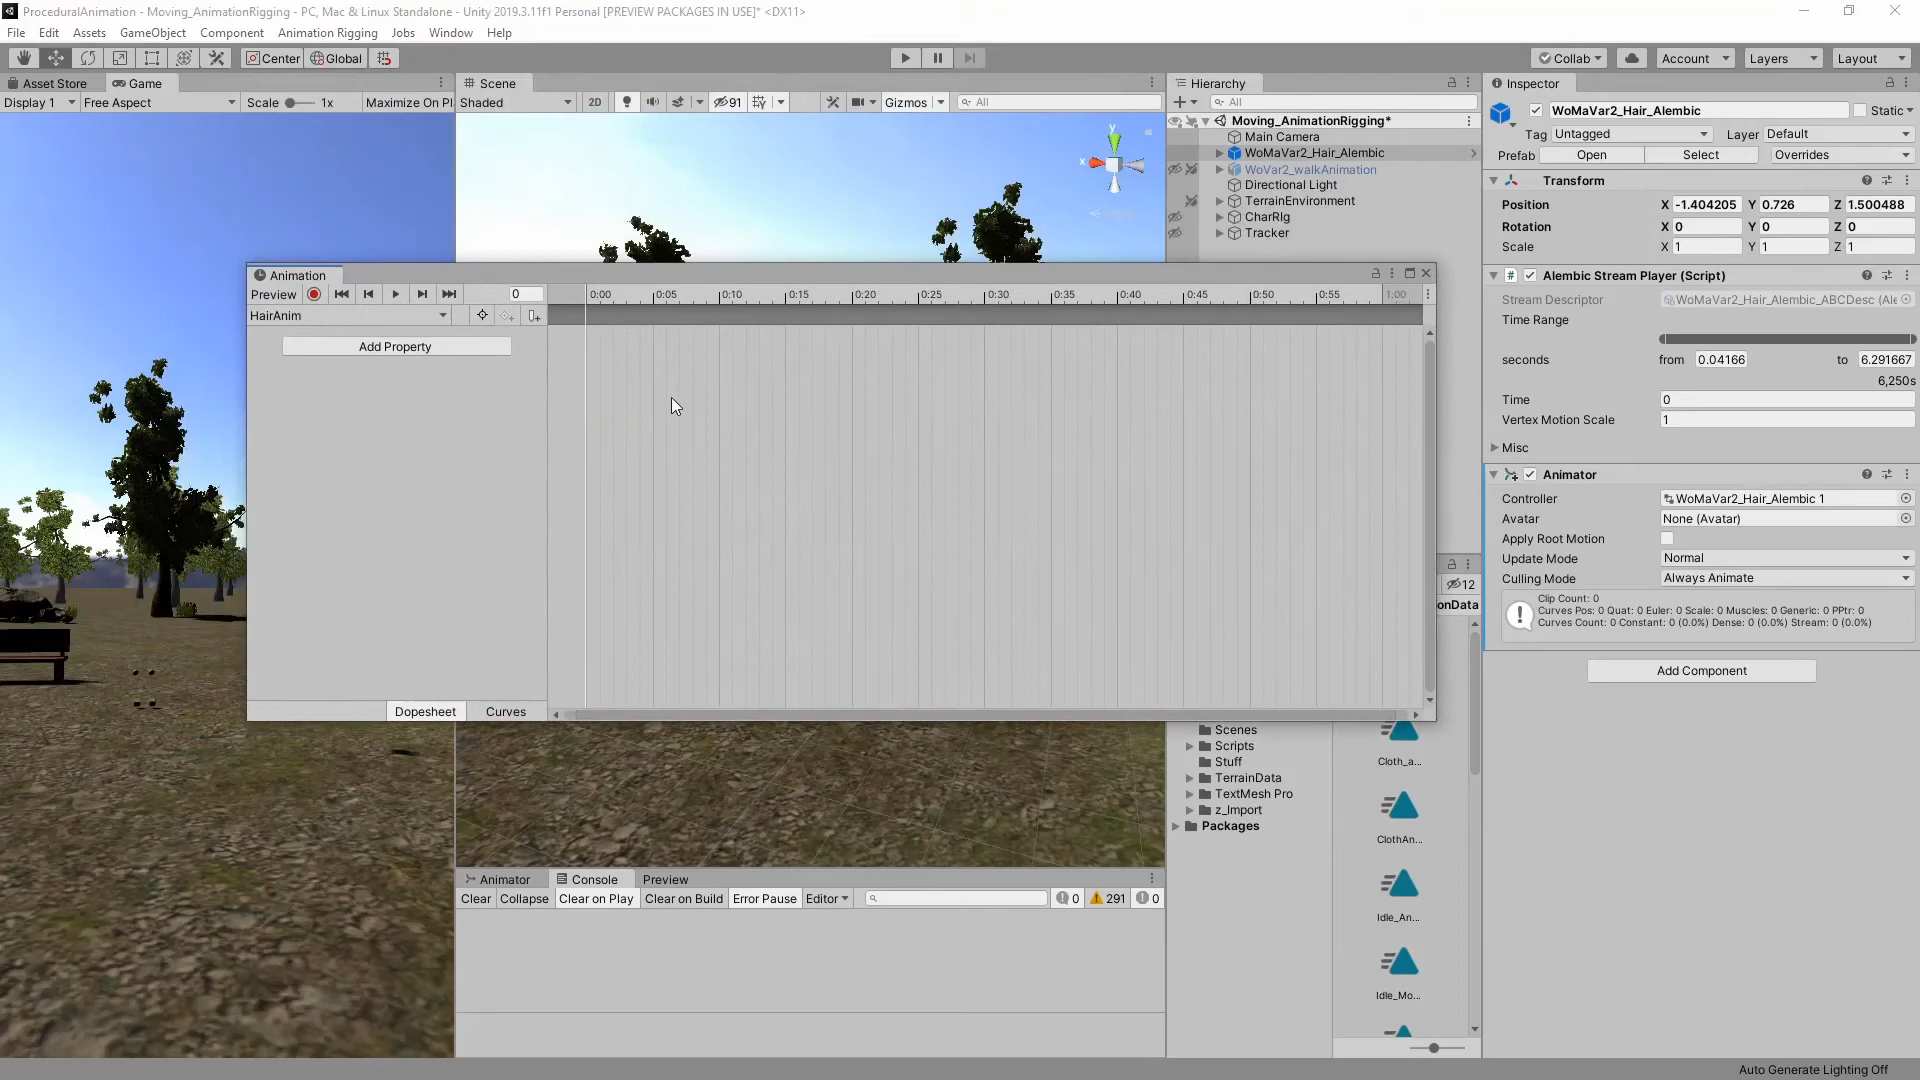 ProceduralAnimation - Moving_AnimationRigging - PC, Mac & Linux Standalone - Unity 2019.3.11f1 Personal [PREVIEW PACKAGES IN USE]* <DX11>
File Edit Assets GameObject Component Animation Rigging Jobs Window Help
Center Global Collab Account Layers Layout
Asset Store Game
Display 1 Free Aspect Scale 1x Maximize On Pl
Scene
Shaded 2D 91 Gizmos All
y
x
Hierarchy
All
Moving_AnimationRigging*
Main Camera
WoMaVar2_Hair_Alembic
WoVar2_walkAnimation
Directional Light
TerrainEnvironment
CharRIg
Tracker
Animation
Preview 0
0:00 0:05 0:10 0:15 0:20 0:25 0:30 0:35 0:40 0:45 0:50 0:55 1:00
HairAnim
Add Property
Dopesheet Curves
12
onData
Scenes
Scripts
Stuff
TerrainData
TextMesh Pro
z_Import
Packages
Cloth_a...
ClothAn...
Idle_An...
Idle_Mo...
Animator Console Preview
Clear Collapse Clear on Play Clear on Build Error Pause Editor 0 291 0
Inspector
WoMaVar2_Hair_Alembic Static
Tag Untagged Layer Default
Prefab Open Select Overrides
Transform
Position X -1.404205 Y 0.726 Z 1.500488
Rotation X 0 Y 0 Z 0
Scale X 1 Y 1 Z 1
# Alembic Stream Player (Script)
Stream Descriptor WoMaVar2_Hair_Alembic_ABCDesc (Ale
Time Range
seconds from 0.04166 to 6.291667
6,250s
Time 0
Vertex Motion Scale 1
Misc
Animator
Controller WoMaVar2_Hair_Alembic 1
Avatar None (Avatar)
Apply Root Motion
Update Mode Normal
Culling Mode Always Animate
Clip Count: 0
Curves Pos: 0 Quat: 0 Euler: 0 Scale: 0 Muscles: 0 Generic: 0 PPtr: 0
Curves Count: 0 Constant: 0 (0.0%) Dense: 0 (0.0%) Stream: 0 (0.0%)
Add Component
Auto Generate Lighting Off